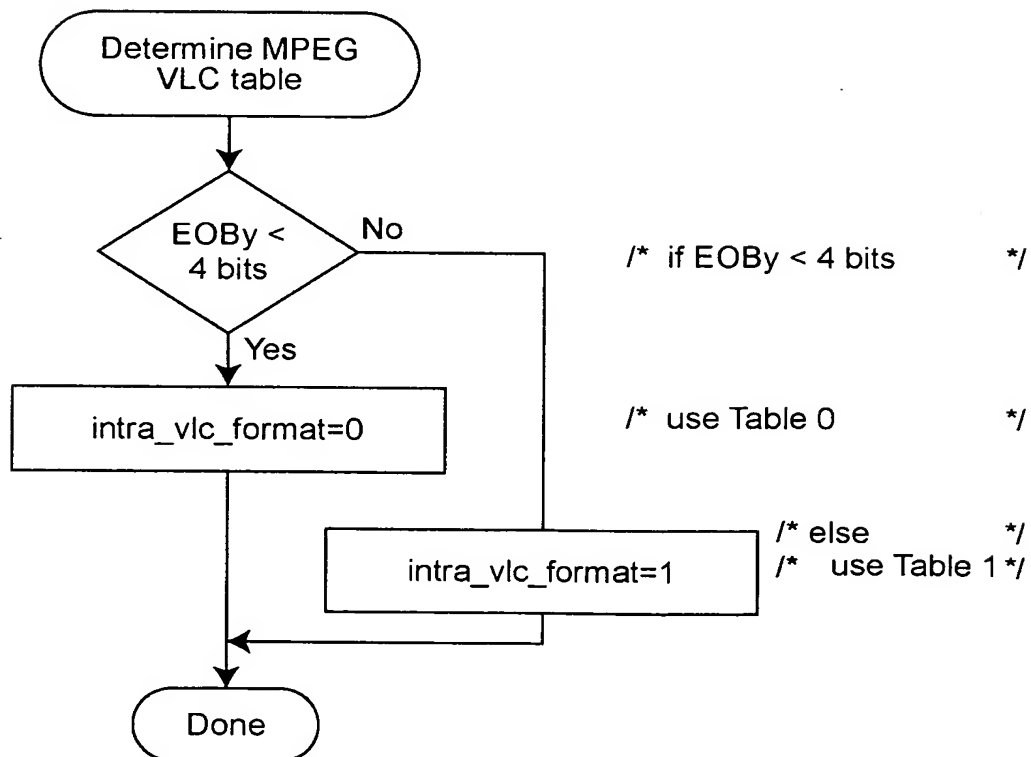 Determine MPEG
VLC table
EOBy <
4 bits
No
/* if EOBy < 4 bits */
Yes
intra_vlc_format=0
/* use Table 0 */
/* else */
intra_vlc_format=1
/* use Table 1 */
Done